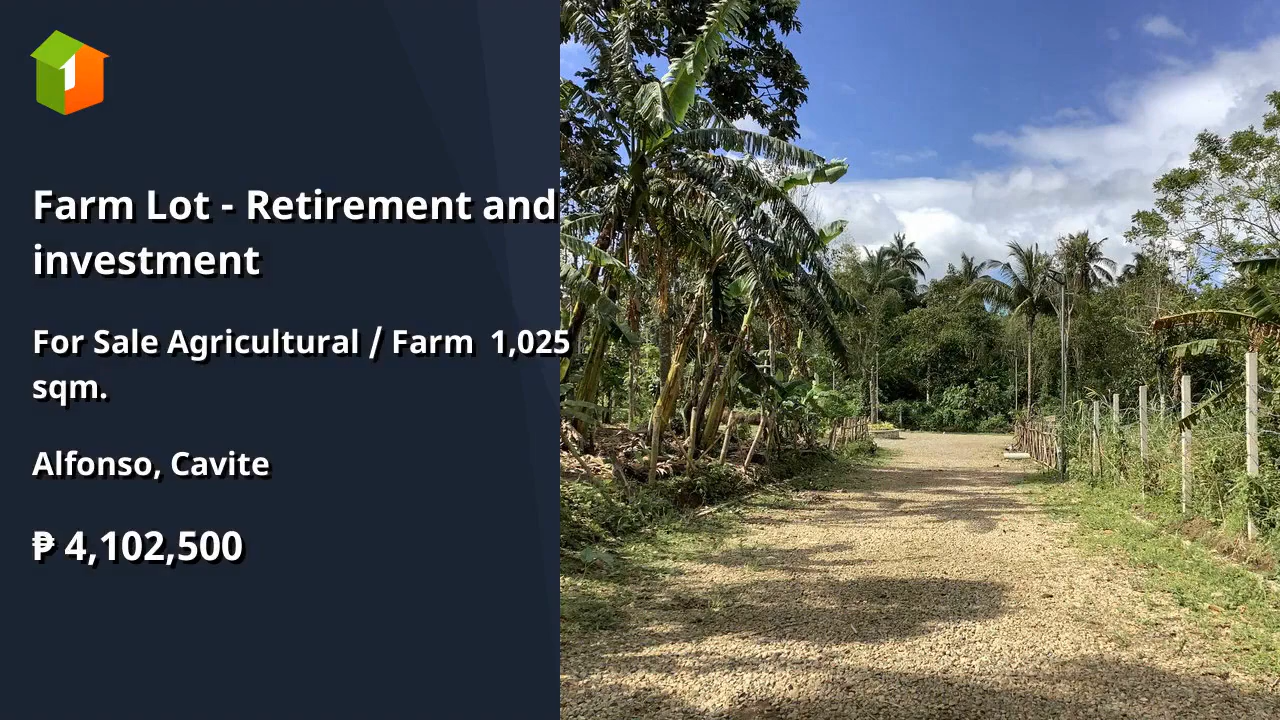 Farm Lot - Retirement and
investment
For Sale Agricultural / Farm 1,025
sqm.
Alfonso, Cavite
₱ 4,102,500